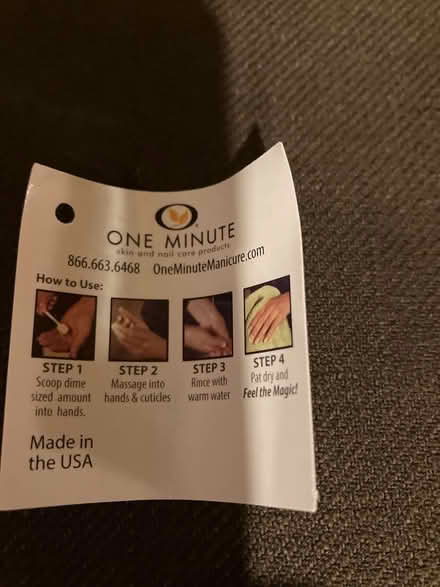 ONE MINUTE
skin and nail care products
866.663.6468 OneMinuteManicure.com
How to Use:
STEP 1
Scoop dime
sized amount
into hands.
STEP 2
Massage into
hands & cuticles
STEP 3
Rince with
warm water
STEP 4
Pat dry and
Feel the Magic!
Made in
the USA